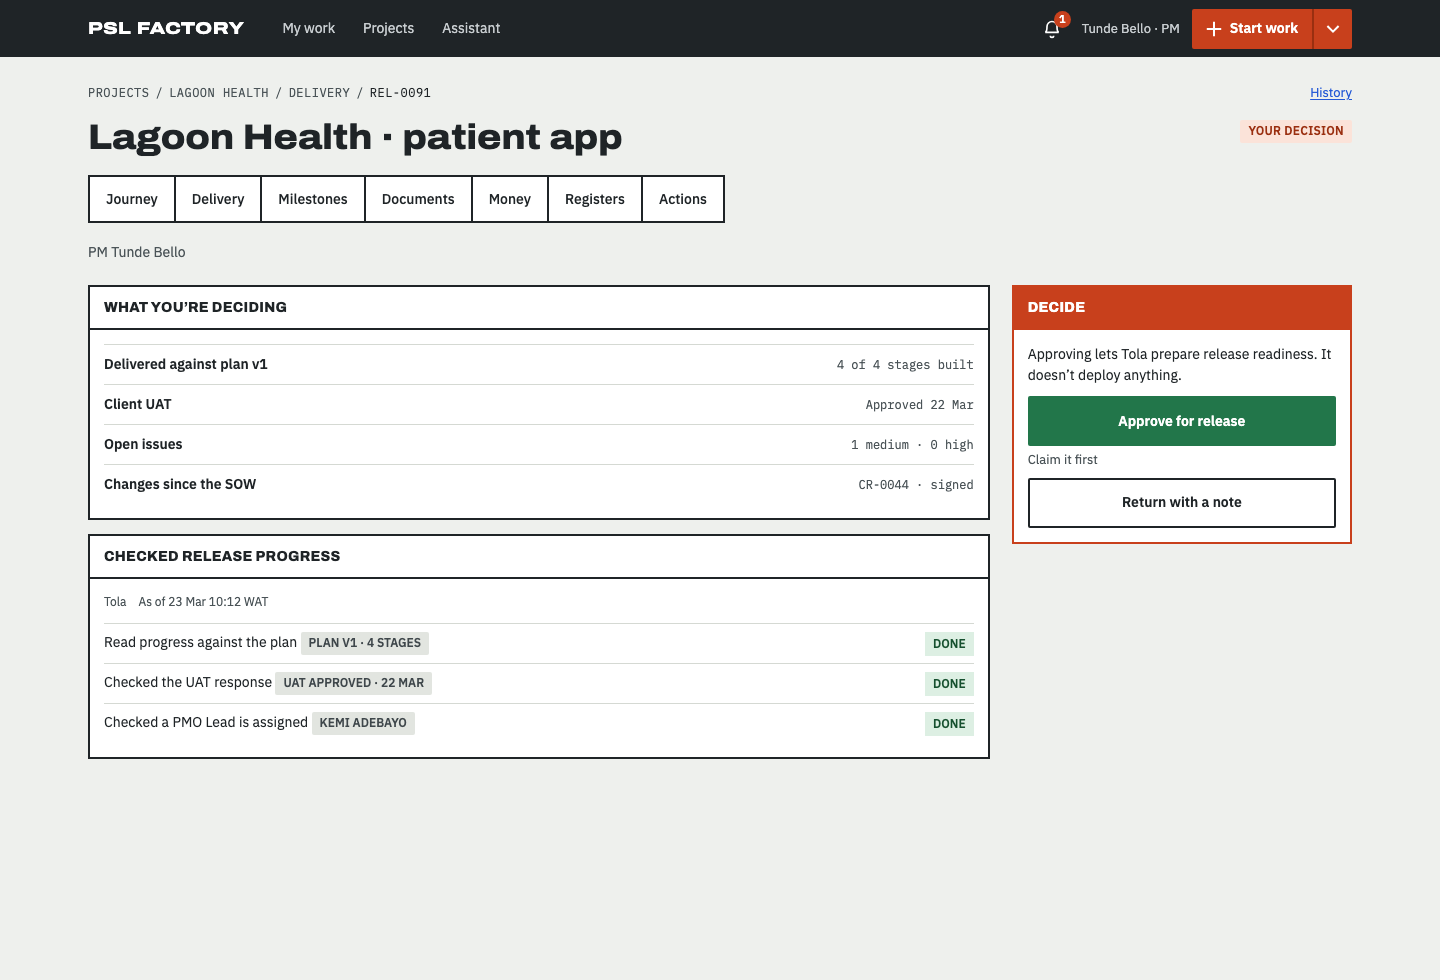 PSL FACTORY
My work
Projects
Assistant
1
Tunde Bello · PM
Start work
PROJECTS / LAGOON HEALTH / DELIVERY / REL-0091
History
Lagoon Health · patient app
YOUR DECISION
Journey
Delivery
Milestones
Documents
Money
Registers
Actions
PM Tunde Bello
WHAT YOU’RE DECIDING
Delivered against plan v1
4 of 4 stages built
Client UAT
Approved 22 Mar
Open issues
1 medium · 0 high
Changes since the SOW
CR-0044 · signed
DECIDE
Approving lets Tola prepare release readiness. It
doesn’t deploy anything.
Approve for release
Claim it first
Return with a note
CHECKED RELEASE PROGRESS
Tola As of 23 Mar 10:12 WAT
Read progress against the plan PLAN V1 · 4 STAGES
DONE
Checked the UAT response UAT APPROVED · 22 MAR
DONE
Checked a PMO Lead is assigned KEMI ADEBAYO
DONE